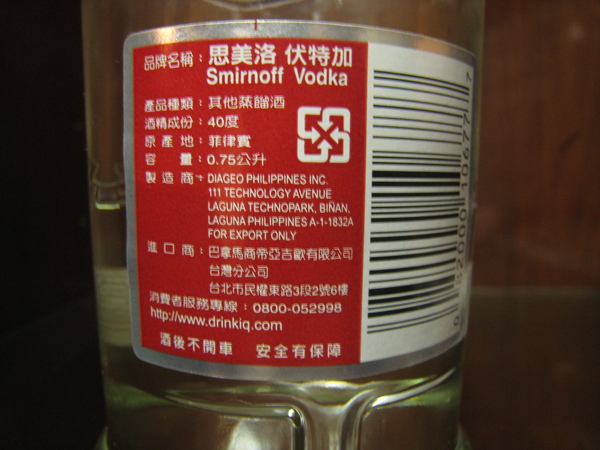 品牌名稱：思美洛 伏特加
Smirnoff Vodka
產品種類：其他蒸餾酒
酒精成份：40度
原產地：菲律賓
容量：0.75公升
製造商：DIAGEO PHILIPPINES INC.
111 TECHNOLOGY AVENUE
LAGUNA TECHNOPARK, BIÑAN,
LAGUNA PHILIPPINES A-1-1832A
FOR EXPORT ONLY
進口商：巴拿馬商帝亞吉歐有限公司
台灣分公司
台北市民權東路3段2號6樓
消費者服務專線：0800-052998
http://www.drinkiq.com
酒後不開車 安全有保障